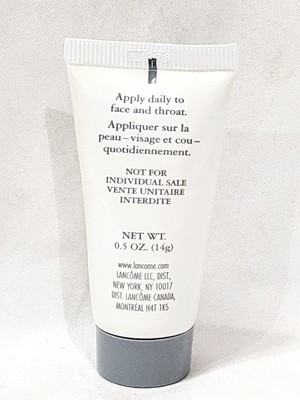 Apply daily to
face and throat.
Appliquer sur la
peau – visage et cou –
quotidiennement.
NOT FOR
INDIVIDUAL SALE
VENTE UNITAIRE
INTERDITE
NET WT.
0.5 OZ. (14g)
www.lancome.com
LANCÔME LLC, DIST,
NEW YORK, NY 10017
DIST. LANCÔME CANADA,
MONTRÉAL H4T 1K5